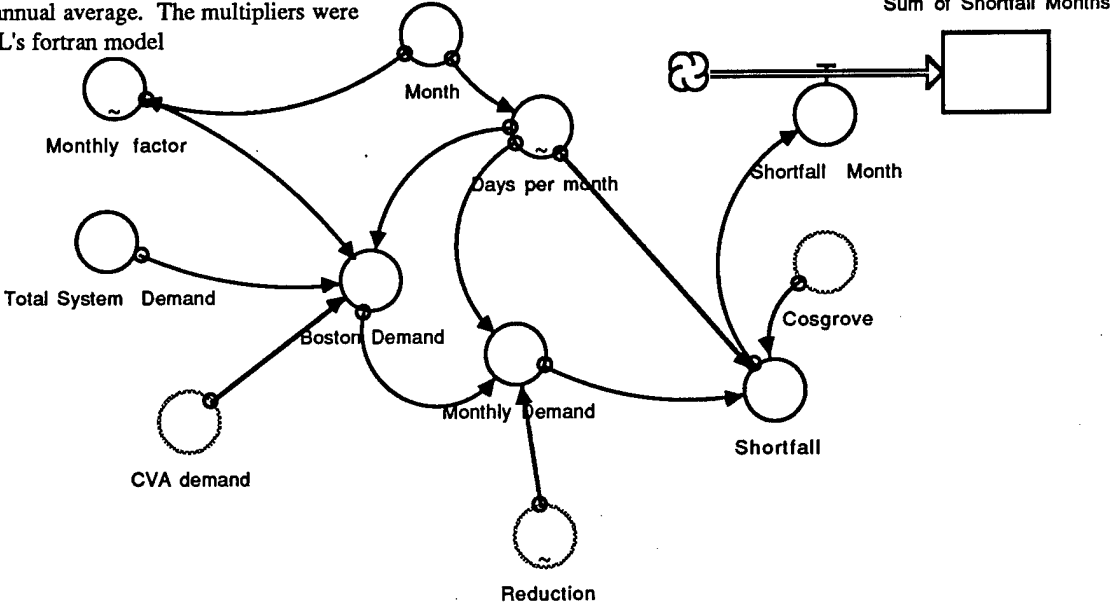 Sum of Shortfall Months
annual average. The multipliers were
L's fortran model
Month
Monthly factor
Days per month
Shortfall Month
Total System Demand
Cosgrove
Boston Demand
Monthly Demand
Shortfall
CVA demand
Reduction